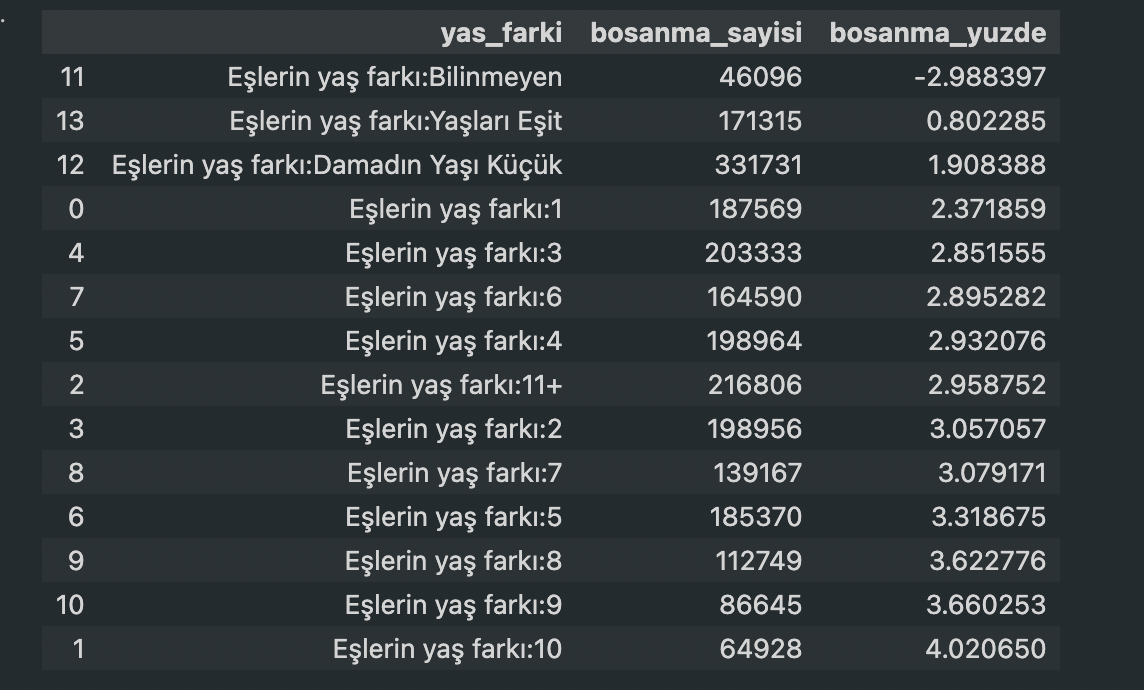 yas_farki bosanma_sayisi bosanma_yuzde
11 Eşlerin yaş farkı:Bilinmeyen 46096 -2.988397
13 Eşlerin yaş farkı:Yaşları Eşit 171315 0.802285
12 Eşlerin yaş farkı:Damadın Yaşı Küçük 331731 1.908388
0 Eşlerin yaş farkı:1 187569 2.371859
4 Eşlerin yaş farkı:3 203333 2.851555
7 Eşlerin yaş farkı:6 164590 2.895282
5 Eşlerin yaş farkı:4 198964 2.932076
2 Eşlerin yaş farkı:11+ 216806 2.958752
3 Eşlerin yaş farkı:2 198956 3.057057
8 Eşlerin yaş farkı:7 139167 3.079171
6 Eşlerin yaş farkı:5 185370 3.318675
9 Eşlerin yaş farkı:8 112749 3.622776
10 Eşlerin yaş farkı:9 86645 3.660253
1 Eşlerin yaş farkı:10 64928 4.020650